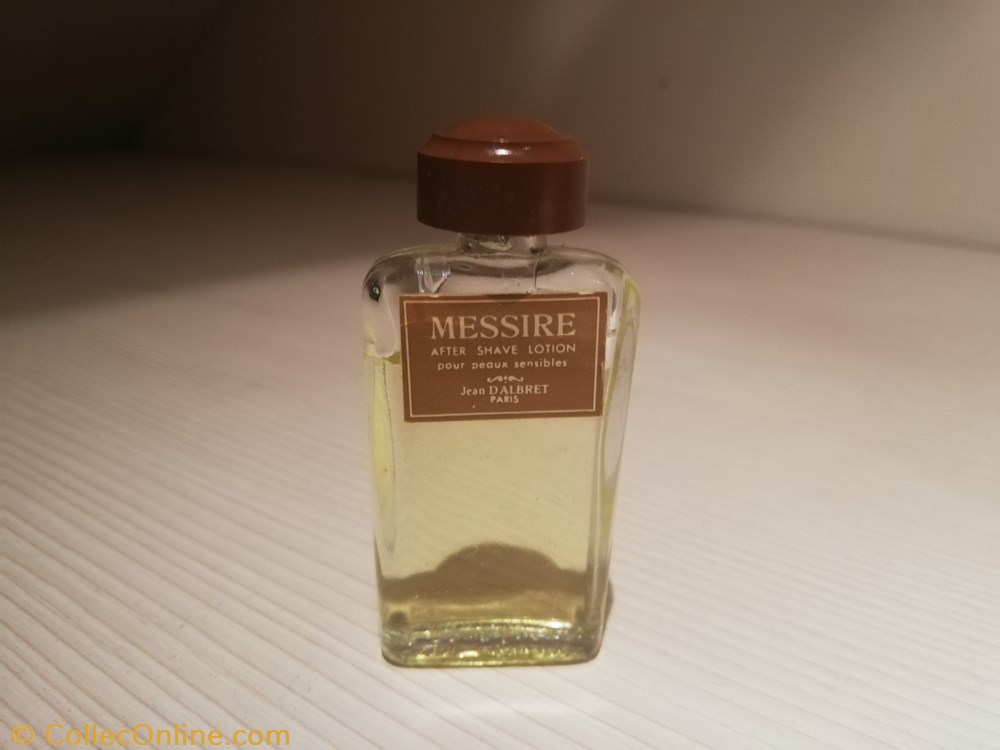 MESSIRE
AFTER SHAVE LOTION
pour peaux sensibles
Jean D'ALBRET
PARIS
© CollecOnline.com